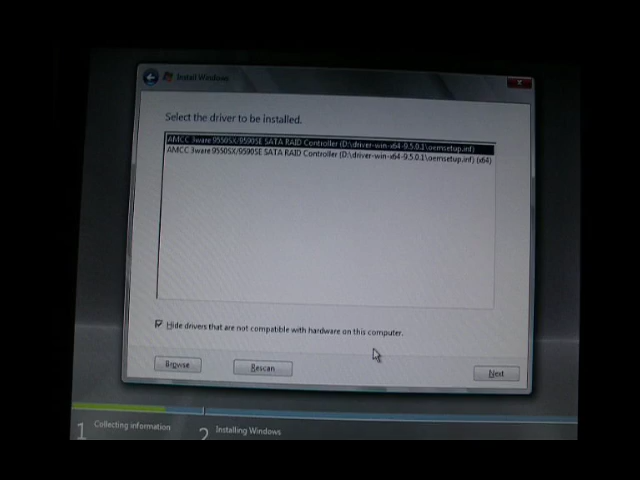 Install Windows
Select the driver to be installed.
AMCC 3ware 9550SX/9590SE SATA RAID Controller (D:\driver-win-x64-9.5.0.1\oemsetup.inf)
AMCC 3ware 9550SX/9590SE SATA RAID Controller (D:\driver-win-x64-9.5.0.1\oemsetup.inf) (x64)
Hide drivers that are not compatible with hardware on this computer.
Browse Rescan Next
1 Collecting information 2 Installing Windows